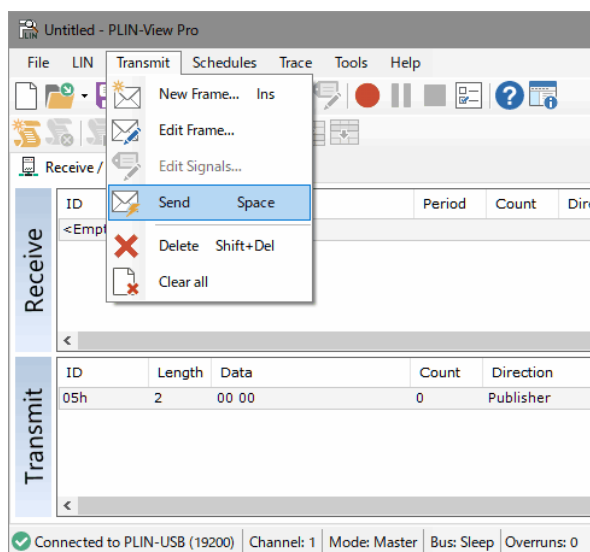 Untitled - PLIN-View Pro
File LIN Transmit Schedules Trace Tools Help
New Frame... Ins
Edit Frame...
Edit Signals...
Receive /
Send Space
Delete Shift+Del
Clear all
Receive
ID Period Count Dir
<Empt
Transmit
ID Length Data Count Direction
05h 2 00 00 0 Publisher
Connected to PLIN-USB (19200) Channel: 1 Mode: Master Bus: Sleep Overruns: 0